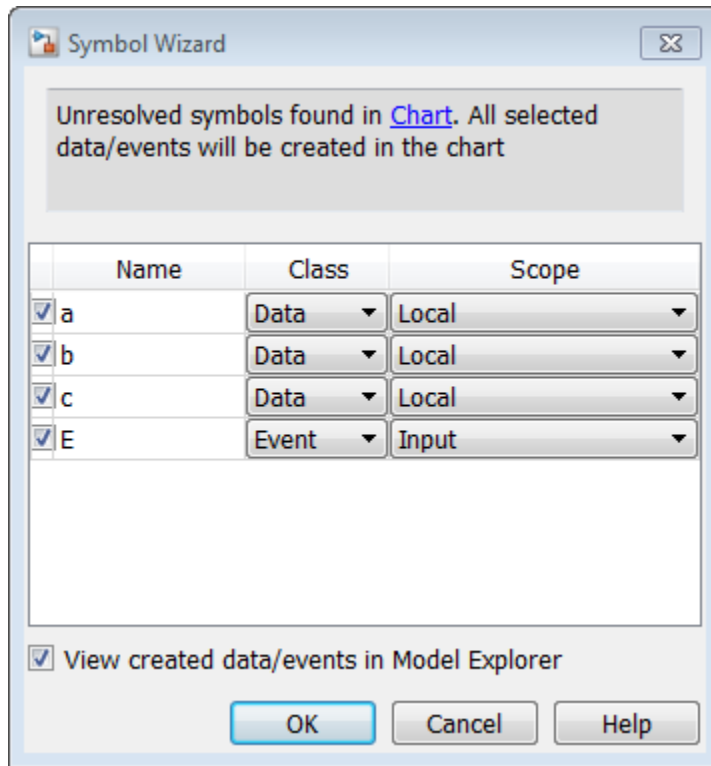 Symbol Wizard
Unresolved symbols found in Chart. All selected
data/events will be created in the chart
Name Class Scope
a Data Local
b Data Local
c Data Local
E Event Input
View created data/events in Model Explorer
OK Cancel Help